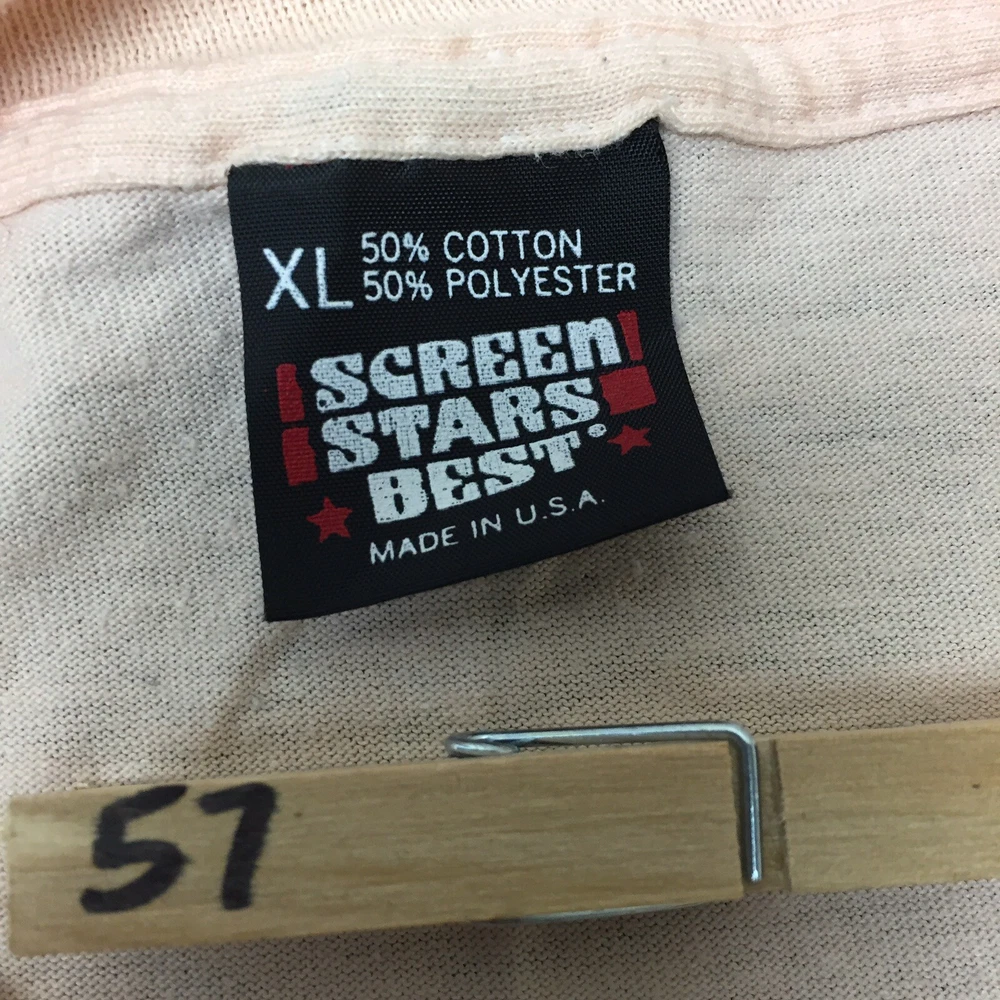 XL
50% COTTON
50% POLYESTER
SCREEN
STARS
BEST
MADE IN U.S.A.
57